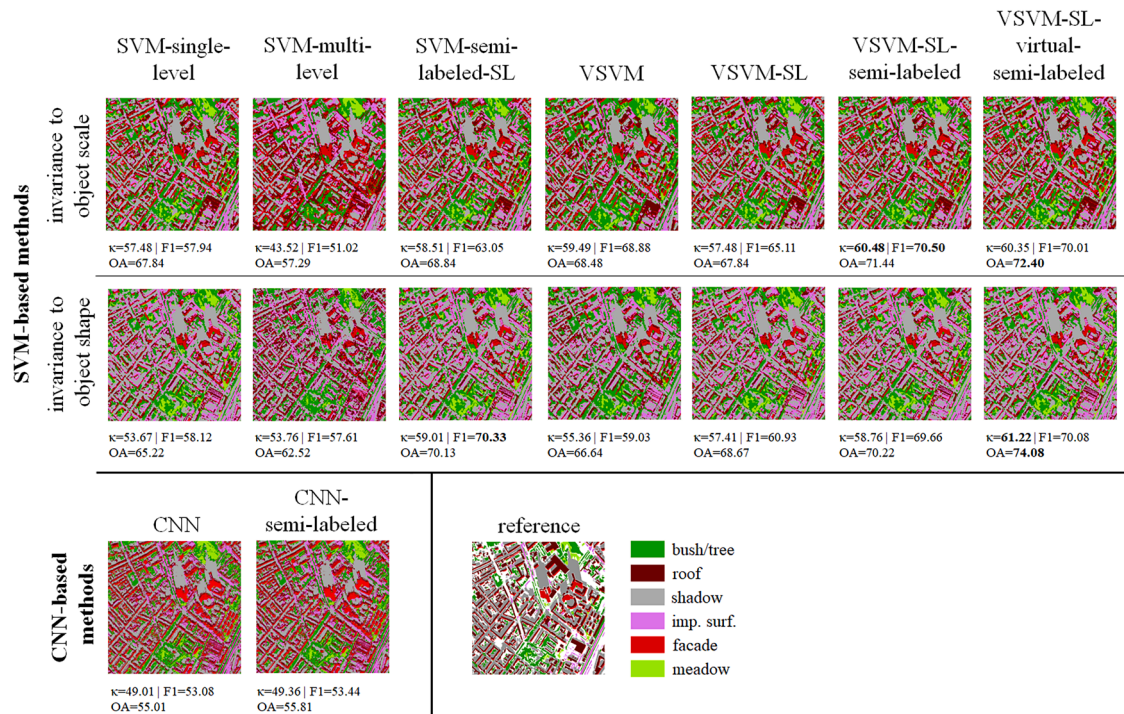 SVM-single-
level
SVM-multi-
level
SVM-semi-
labeled-SL
VSVM
VSVM-SL
VSVM-SL-
semi-labeled
VSVM-SL-
virtual-
semi-labeled
SVM-based methods
invariance to
object scale
κ=57.48 | F1=57.94
OA=67.84
κ=43.52 | F1=51.02
OA=57.29
κ=58.51 | F1=63.05
OA=68.84
κ=59.49 | F1=68.88
OA=68.48
κ=57.48 | F1=65.11
OA=67.84
κ=60.48 | F1=70.50
OA=71.44
κ=60.35 | F1=70.01
OA=72.40
invariance to
object shape
κ=53.67 | F1=58.12
OA=65.22
κ=53.76 | F1=57.61
OA=62.52
κ=59.01 | F1=70.33
OA=70.13
κ=55.36 | F1=59.03
OA=66.64
κ=57.41 | F1=60.93
OA=68.67
κ=58.76 | F1=69.66
OA=70.22
κ=61.22 | F1=70.08
OA=74.08
CNN-based
methods
CNN
CNN-
semi-labeled
κ=49.01 | F1=53.08
OA=55.01
κ=49.36 | F1=53.44
OA=55.81
reference
bush/tree
roof
shadow
imp. surf.
facade
meadow